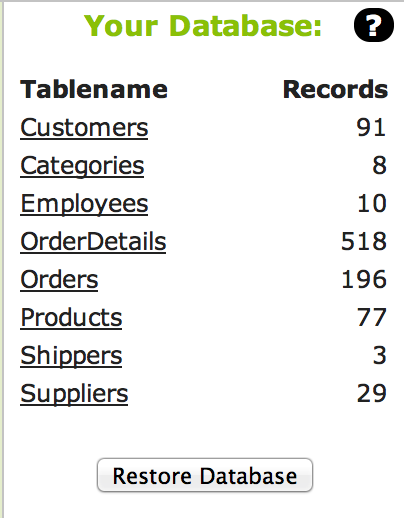 Your Database: ?
Tablename Records
Customers 91
Categories 8
Employees 10
OrderDetails 518
Orders 196
Products 77
Shippers 3
Suppliers 29
Restore Database